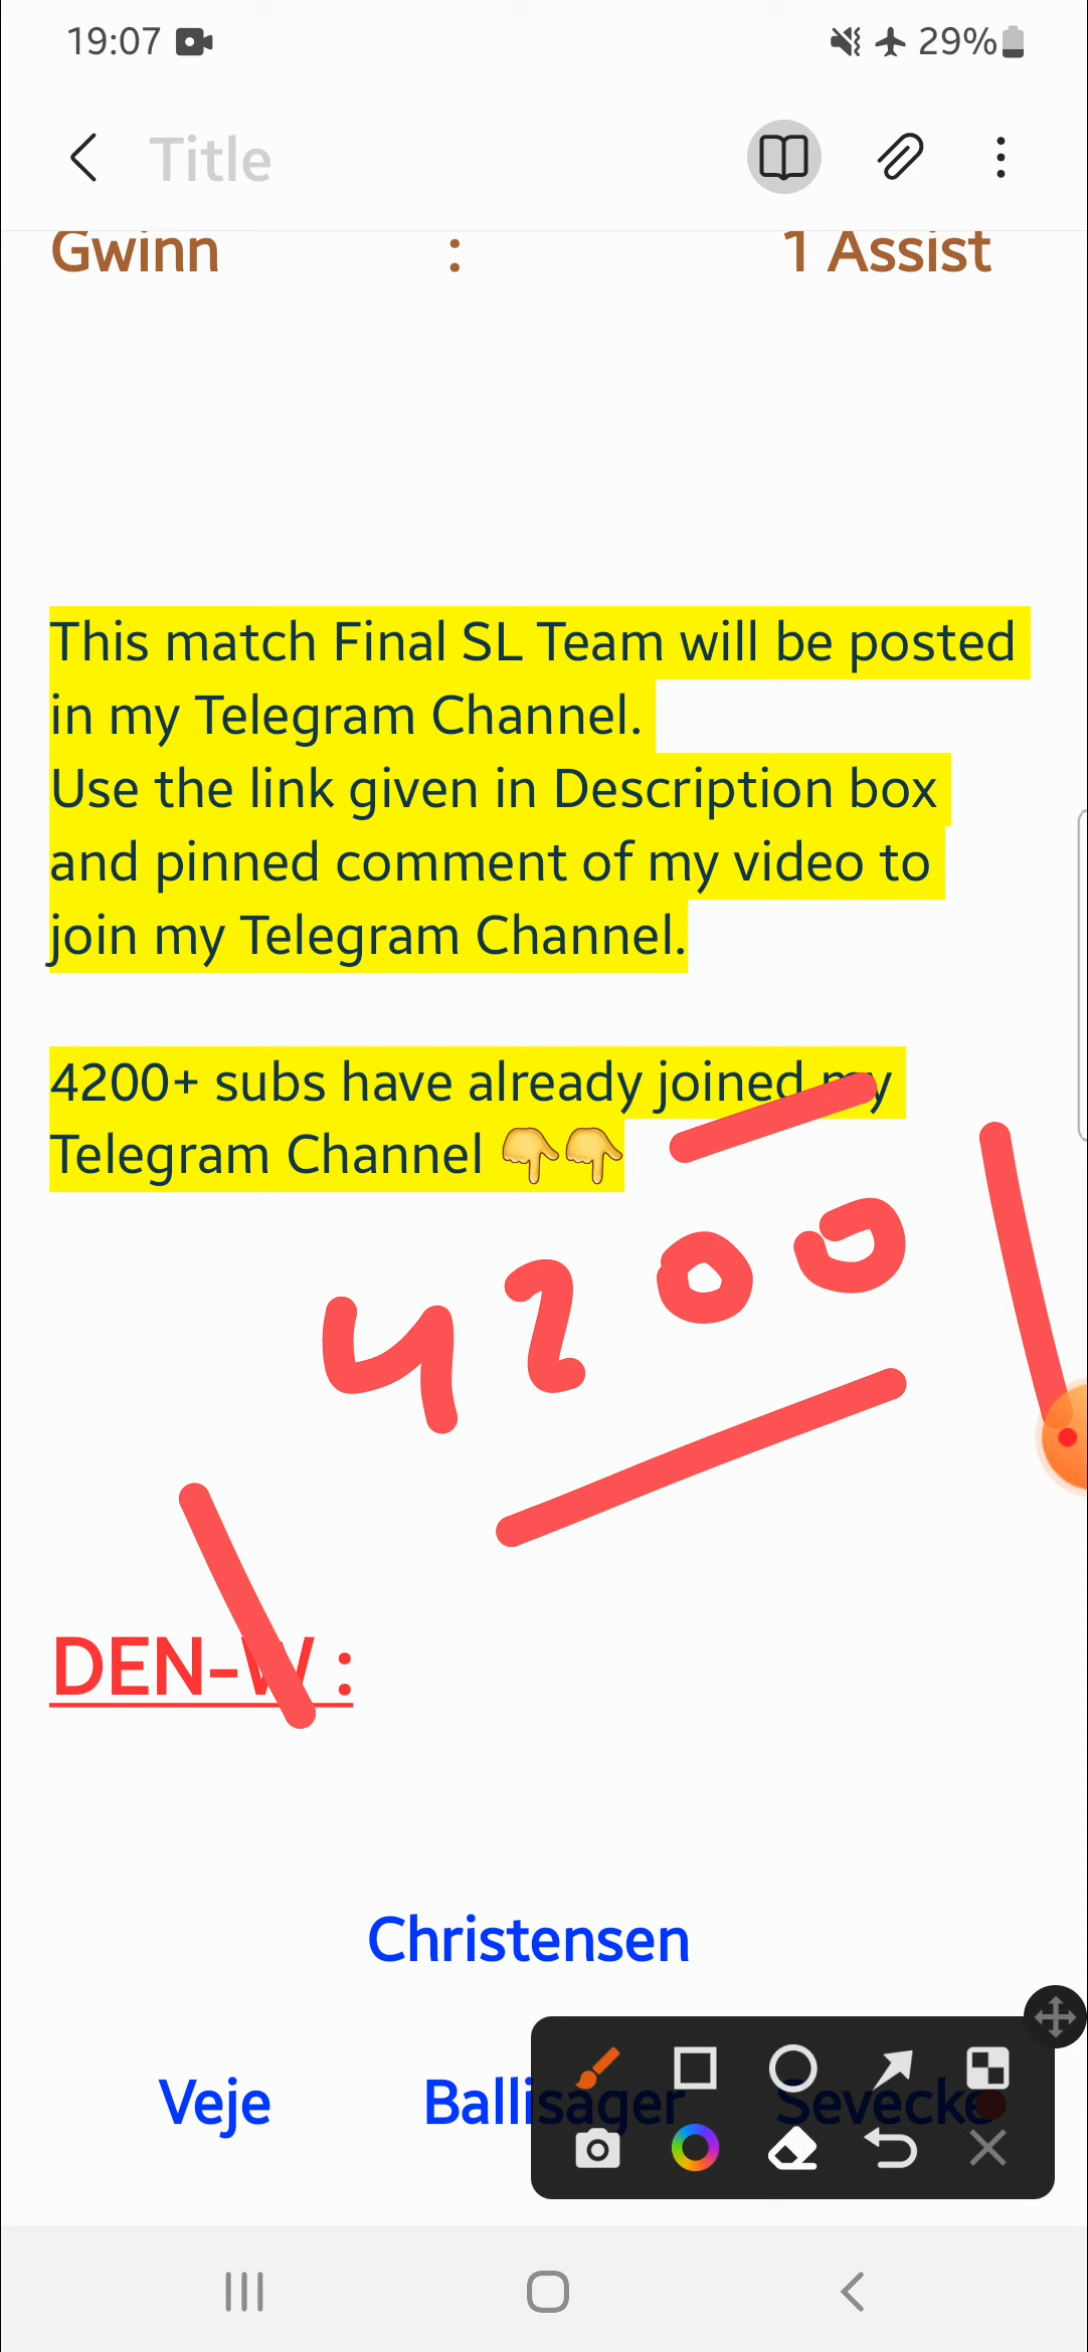 19:07 29%
Title
Gwinn : 1 Assist
This match Final SL Team will be posted
in my Telegram Channel.
Use the link given in Description box
and pinned comment of my video to
join my Telegram Channel.
4200+ subs have already joined my
Telegram Channel 👇👇
4200
DEN-W :
Christensen
Veje Ballisager Sevecke